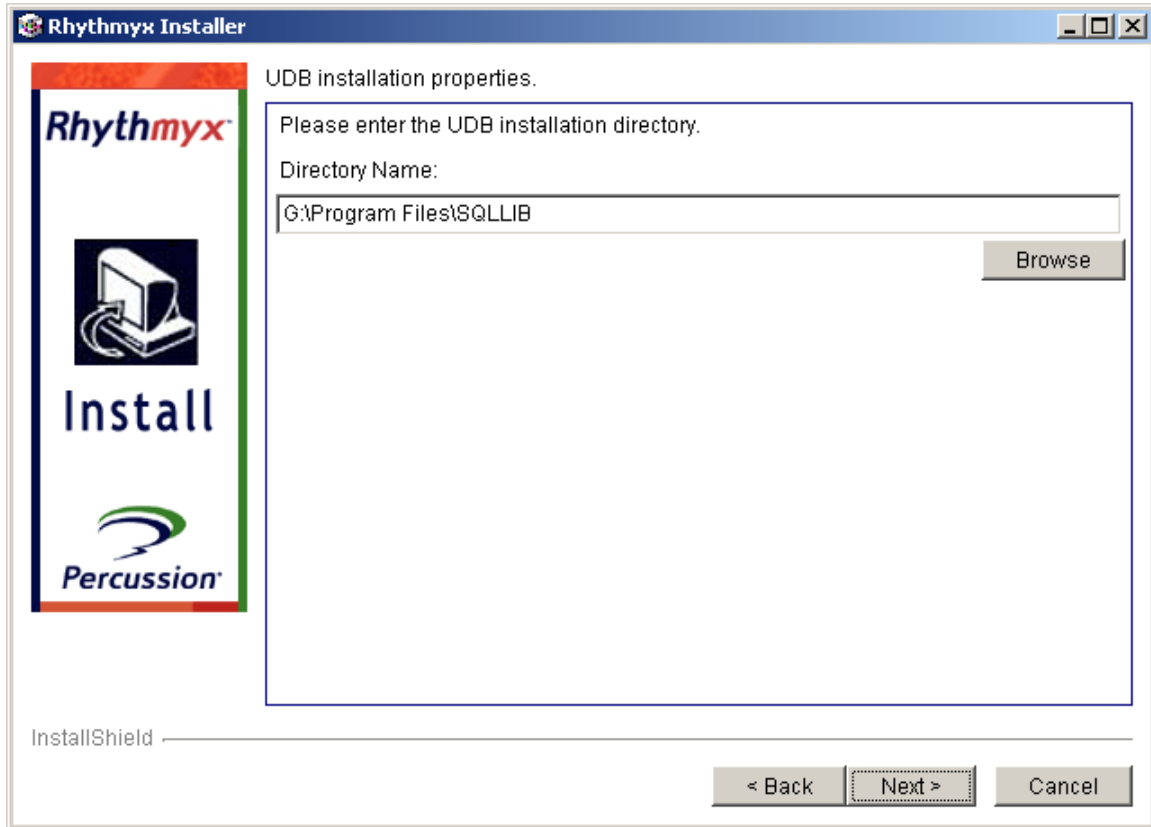 Rhythmyx Installer
Rhythmyx
Install
Percussion
UDB installation properties.
Please enter the UDB installation directory.
Directory Name:
G:\Program Files\SQLLIB
Browse
InstallShield
< Back
Next >
Cancel